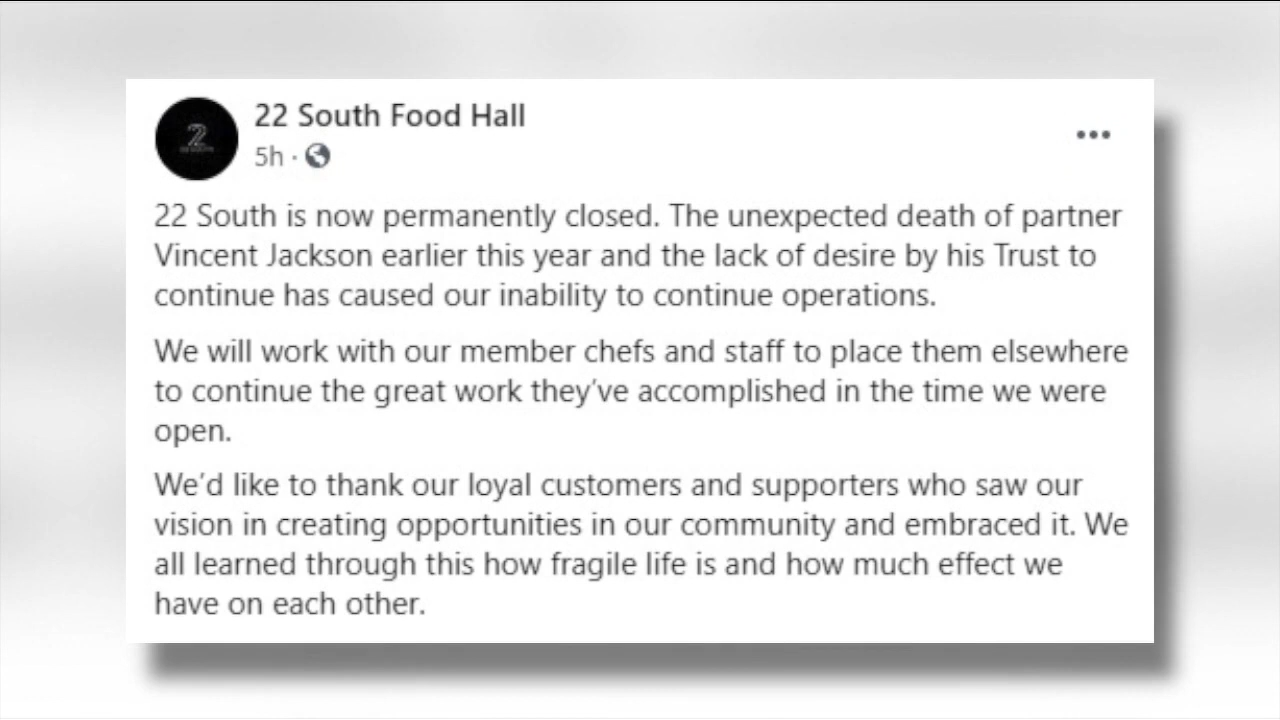 22 South Food Hall
5h ·
22 South is now permanently closed. The unexpected death of partner
Vincent Jackson earlier this year and the lack of desire by his Trust to
continue has caused our inability to continue operations.
We will work with our member chefs and staff to place them elsewhere
to continue the great work they've accomplished in the time we were
open.
We'd like to thank our loyal customers and supporters who saw our
vision in creating opportunities in our community and embraced it. We
all learned through this how fragile life is and how much effect we
have on each other.